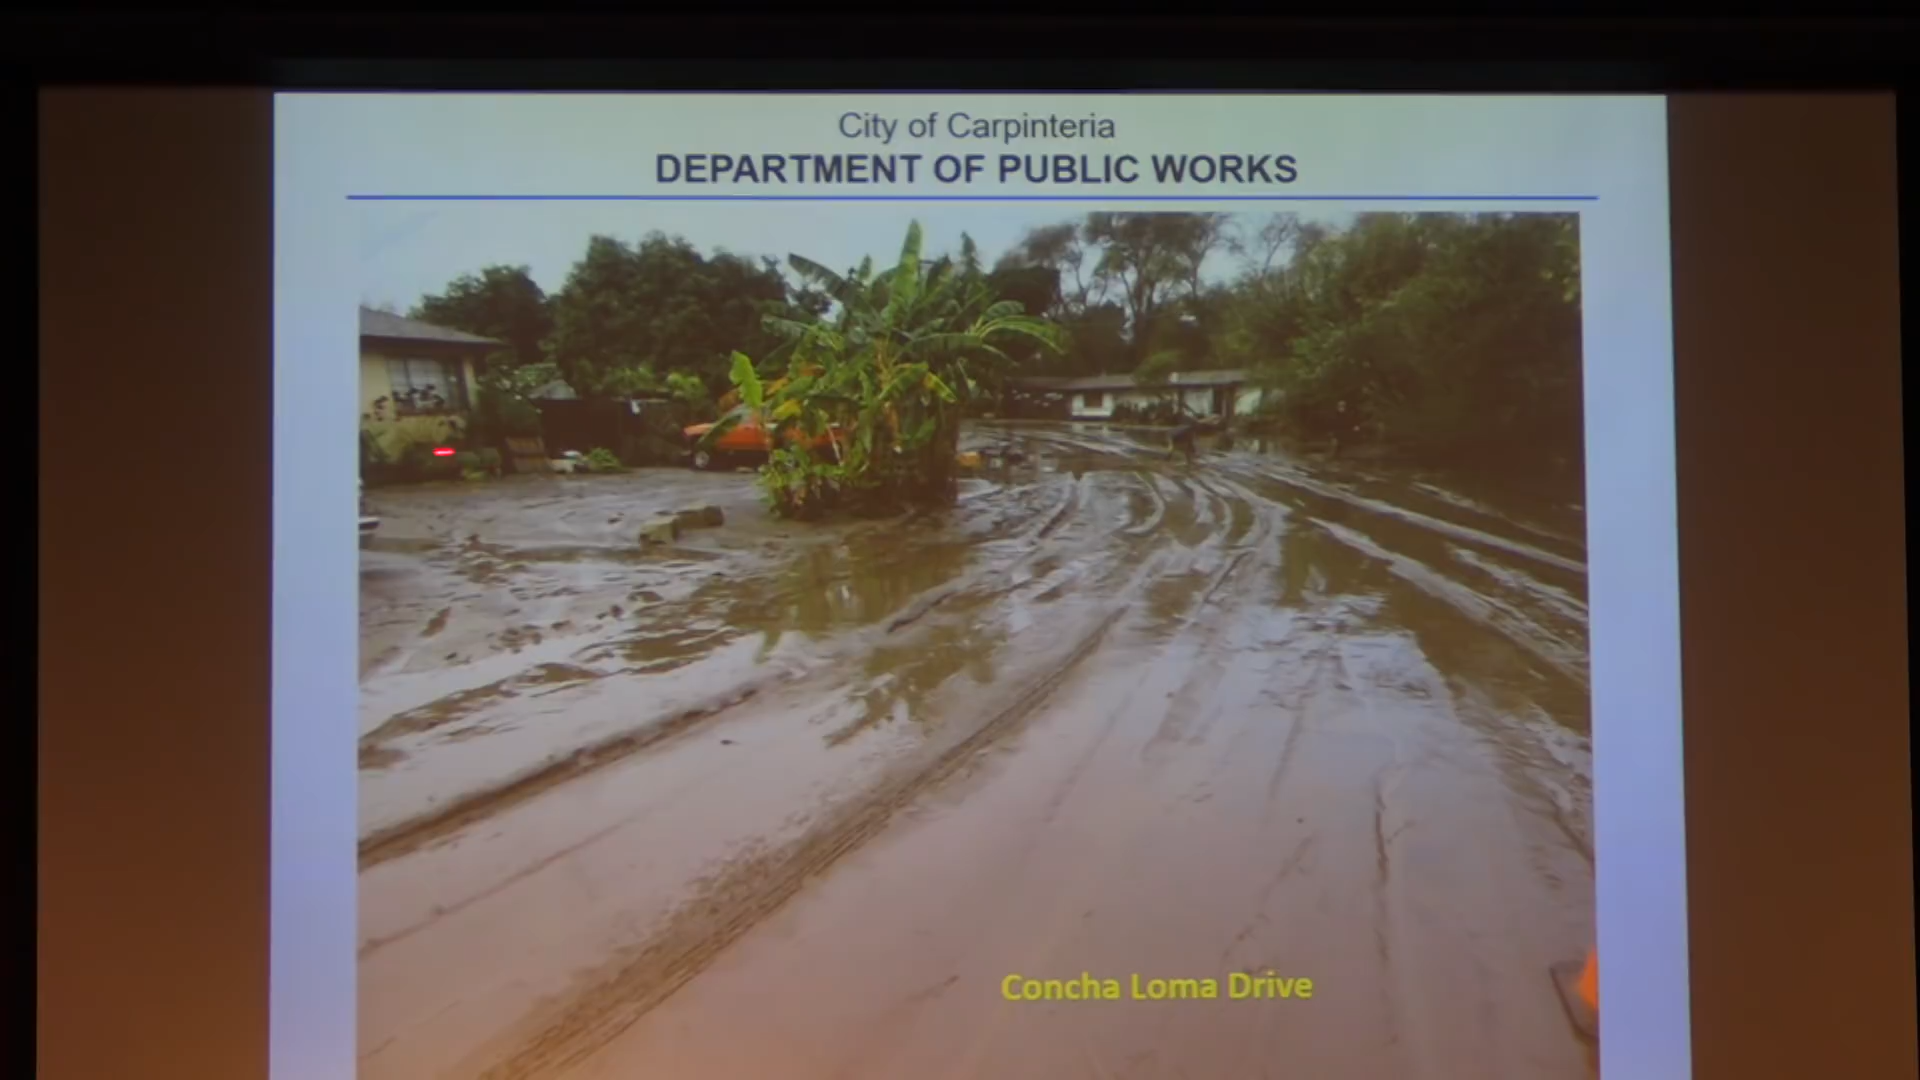 City of Carpinteria
DEPARTMENT OF PUBLIC WORKS
Concha Loma Drive